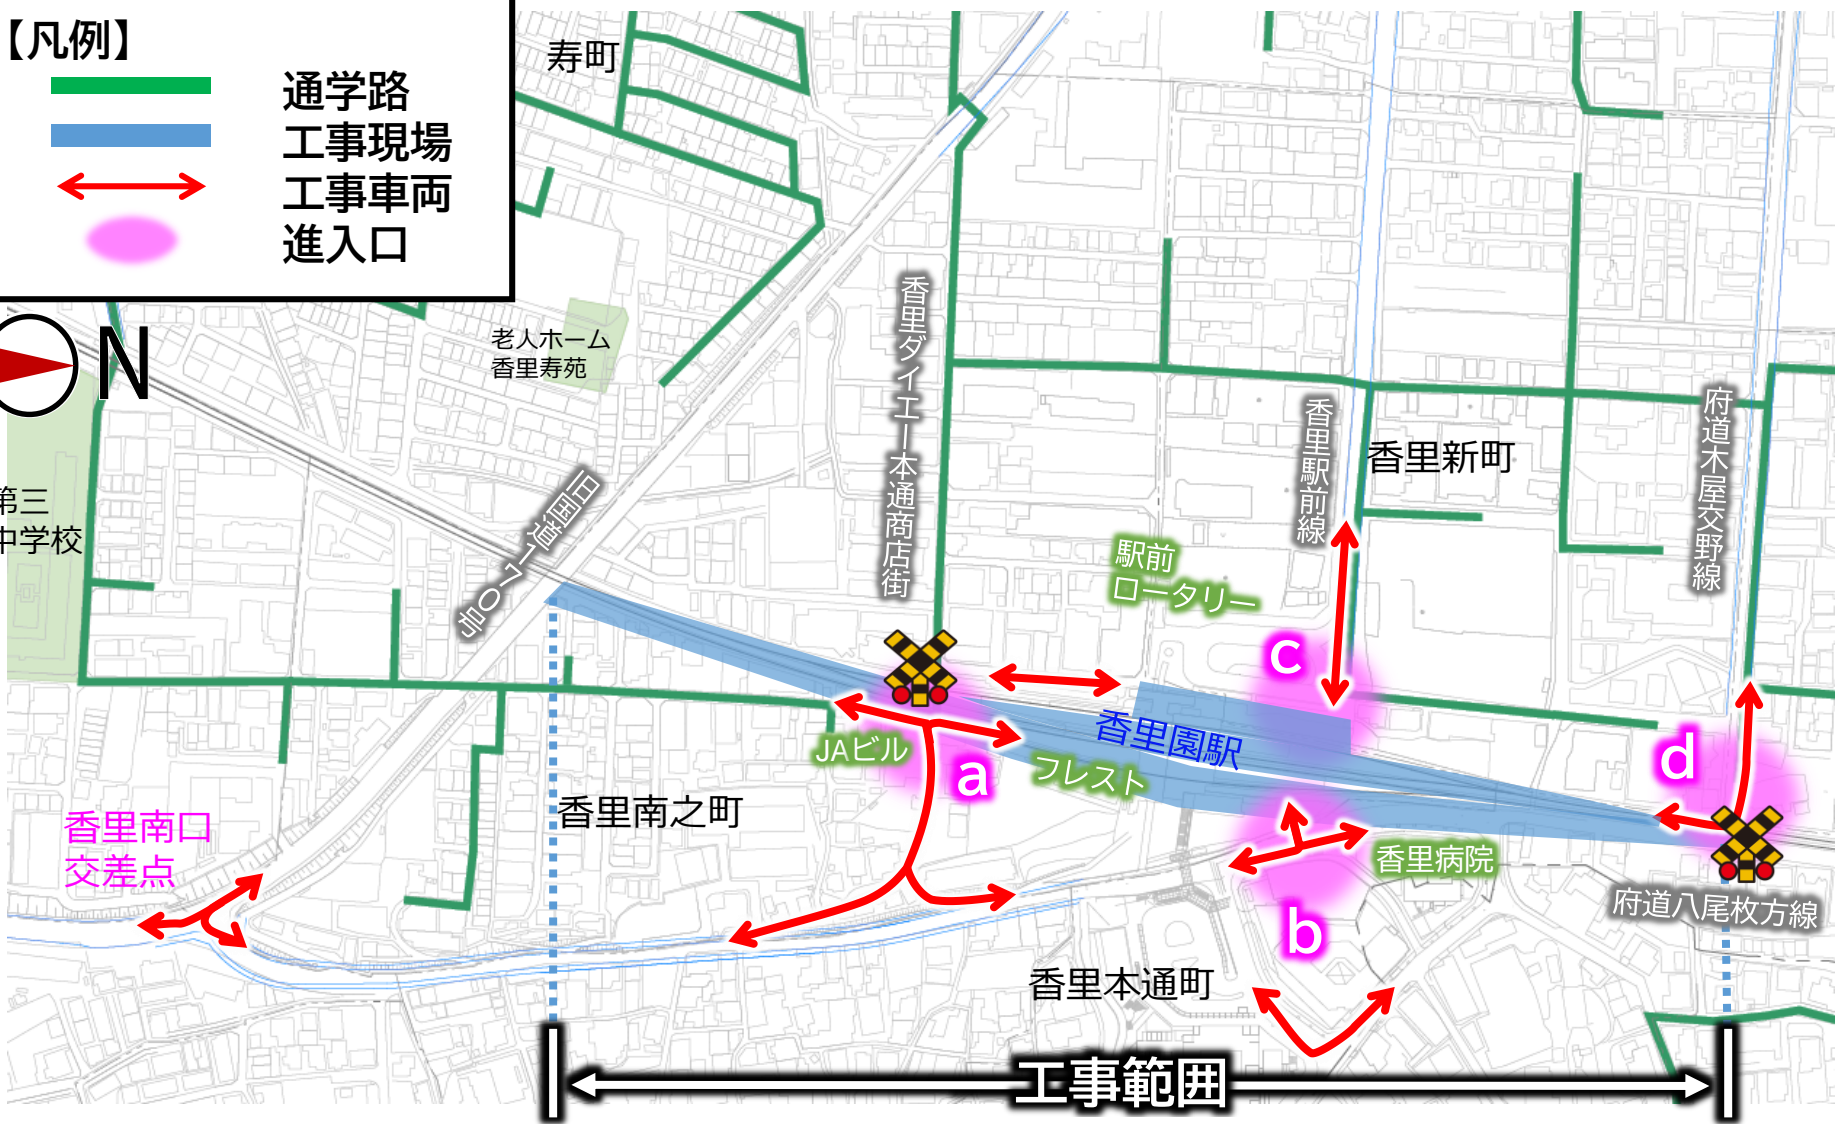 【凡例】
通学路
工事現場
工事車両
進入口
N
寿町
老人ホーム
香里寿苑
第三
中学校
旧国道170号
香里ダイエー本通商店街
香里駅前線
香里新町
府道木屋交野線
駅前
ロータリー
c
香里園駅
JAビル
a
フレスト
d
香里南之町
香里南口
交差点
香里病院
府道八尾枚方線
b
香里本通町
工事範囲